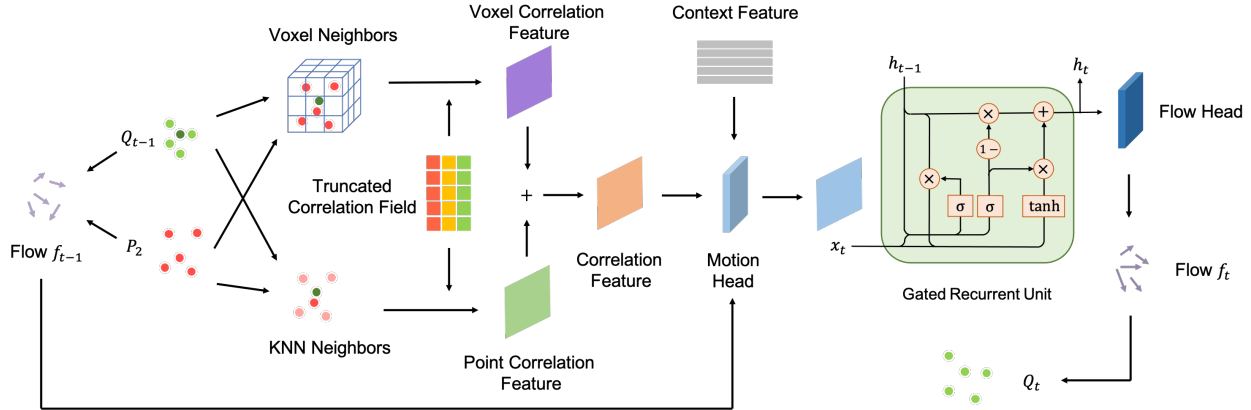 Voxel Correlation
Feature
Context Feature
Voxel Neighbors
$h_{t-1}$
$h_t$
Flow Head
$Q_{t-1}$
×
+
1 −
Truncated
Correlation Field
×
×
+
σ
σ
tanh
$P_2$
$x_t$
Flow $f_{t-1}$
Correlation
Feature
Motion
Head
Flow $f_t$
Gated Recurrent Unit
KNN Neighbors
Point Correlation
Feature
$Q_t$